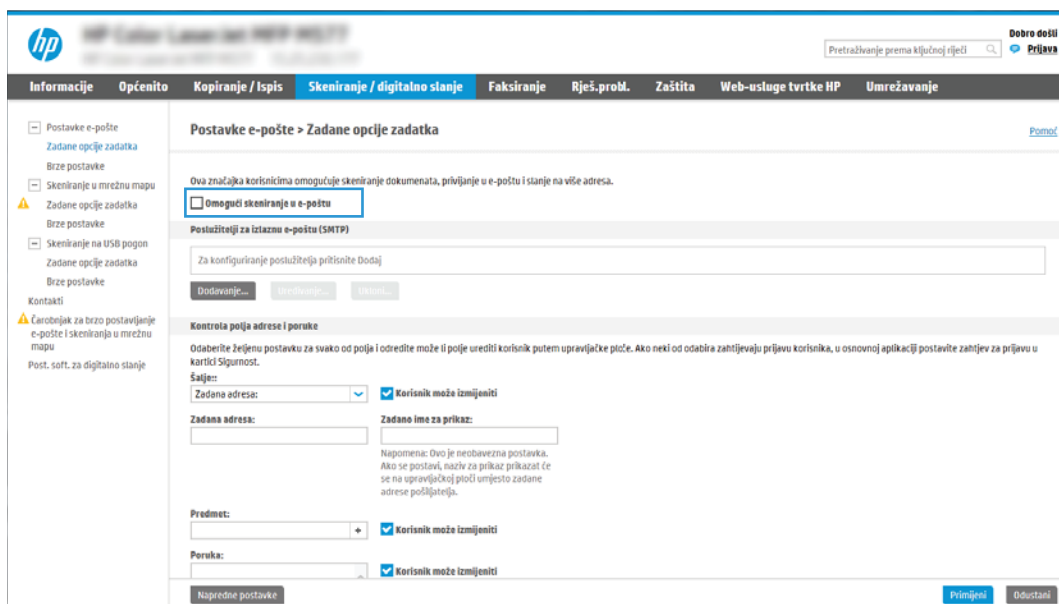 hp
Dobro došli
Pretraživanje prema ključnoj riječi
Prijava
Informacije Općenito Kopiranje / Ispis Skeniranje / digitalno slanje Faksiranje Rješ.probl. Zaštita Web-usluge tvrtke HP Umrežavanje
Postavke e-pošte
Zadane opcije zadatka
Brze postavke
Skeniranje u mrežnu mapu
Zadane opcije zadatka
Brze postavke
Skeniranje na USB pogon
Zadane opcije zadatka
Brze postavke
Kontakti
Čarobnjak za brzo postavljanje
e-pošte i skeniranja u mrežnu
mapu
Post. soft. za digitalno slanje
Postavke e-pošte > Zadane opcije zadatka
Pomoć
Ova značajka korisnicima omogućuje skeniranje dokumenata, privijanje u e-poštu i slanje na više adresa.
Omogući skeniranje u e-poštu
Poslužitelji za izlaznu e-poštu (SMTP)
Za konfiguriranje poslužitelja pritisnite Dodaj
Dodavanje... Uređivanje... Ukloni...
Kontrola polja adrese i poruke
Odaberite željenu postavku za svako od polja i odredite može li polje urediti korisnik putem upravljačke ploče. Ako neki od odabira zahtijevaju prijavu korisnika, u osnovnoj aplikaciji postavite zahtjev za prijavu u
kartici Sigurnost.
Šalje::
Zadana adresa: Korisnik može izmijeniti
Zadana adresa: Zadano ime za prikaz:
Napomena: Ovo je neobavezna postavka.
Ako se postavi, naziv za prikaz prikazat će
se na upravljačkoj ploči umjesto zadane
adrese pošiljatelja.
Predmet:
Korisnik može izmijeniti
Poruka:
Korisnik može izmijeniti
Napredne postavke Primijeni Odustani